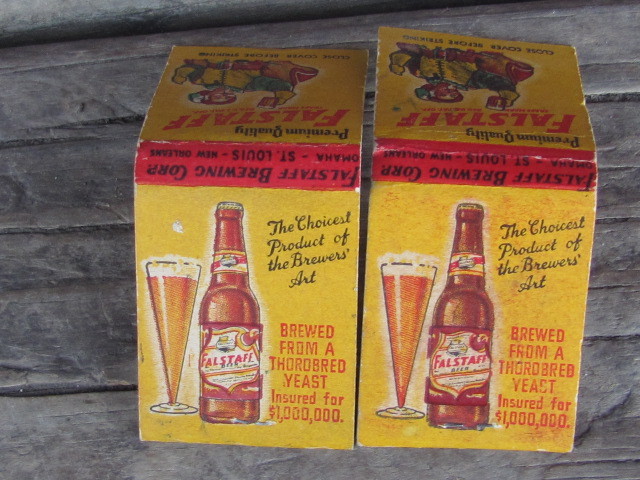 CLOSE COVER BEFORE STRIKING
FALSTAFF
Premium Quality
OMAHA - ST. LOUIS - NEW ORLEANS
FALSTAFF BREWING CORP.
The Choicest
Product of
the Brewers'
Art
FALSTAFF
BEER
BREWED
FROM A
THOROBRED
YEAST
Insured for
$1,000,000.
CLOSE COVER BEFORE STRIKING
FALSTAFF
Premium Quality
OMAHA - ST. LOUIS - NEW ORLEANS
FALSTAFF BREWING CORP.
The Choicest
Product of
the Brewers'
Art
FALSTAFF
BEER
BREWED
FROM A
THOROBRED
YEAST
Insured for
$1,000,000.